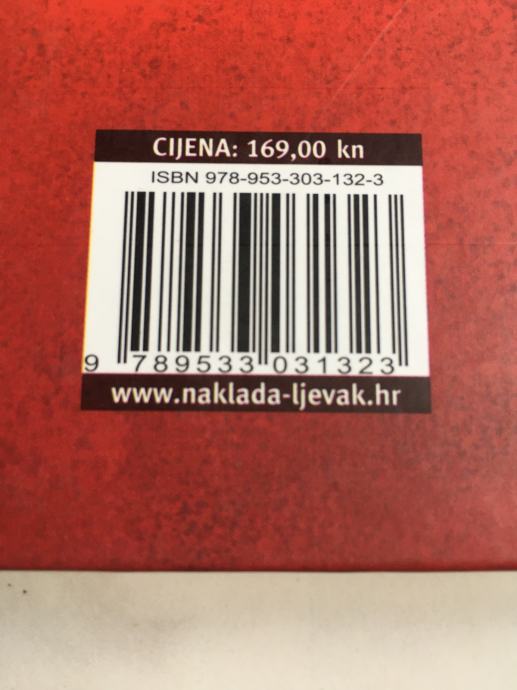 CIJENA: 169,00 kn
ISBN 978-953-303-132-3
9 789533 031323
www.naklada-ljevak.hr